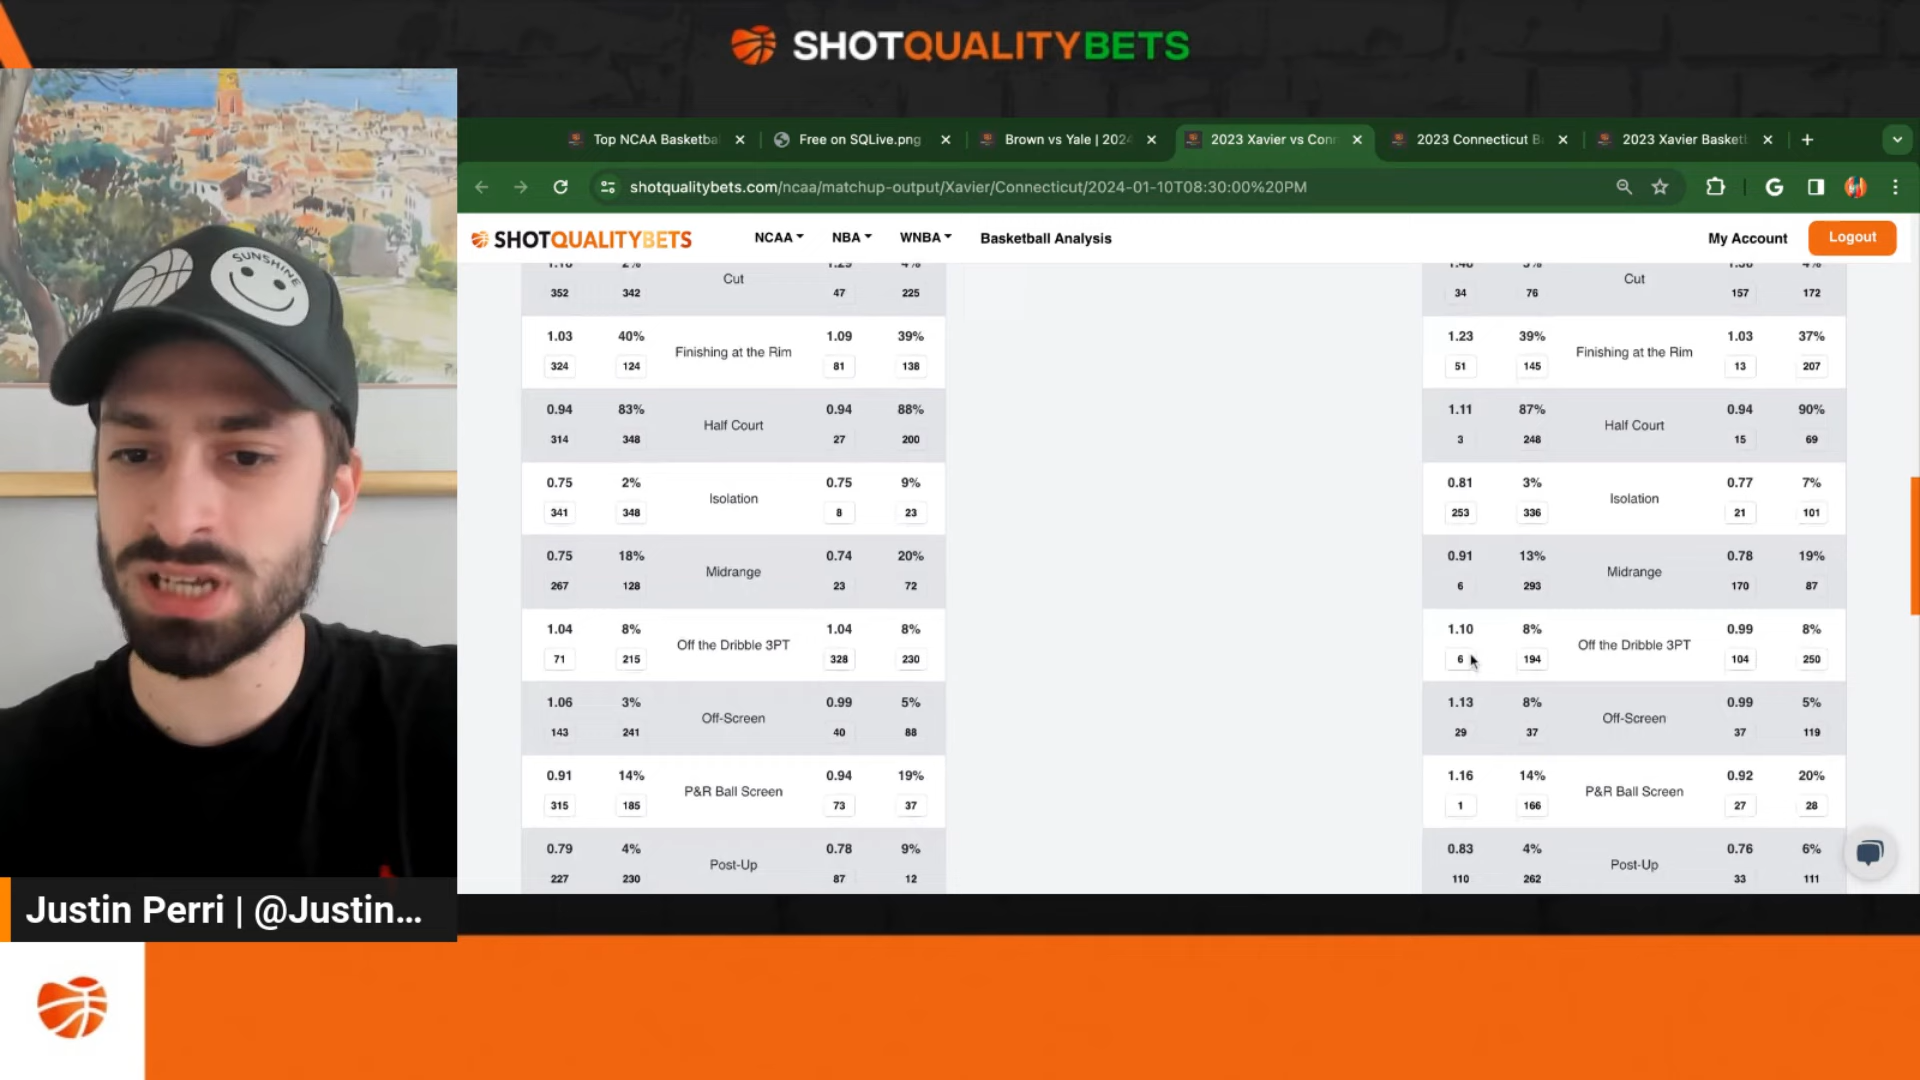 SHOTQUALITYBETS
Top NCAA Basketba
Free on SQLive.png
Brown vs Yale | 2024
2023 Xavier vs Conn
2023 Connecticut B
2023 Xavier Basketb
shotqualitybets.com/ncaa/matchup-output/Xavier/Connecticut/2024-01-10T08:30:00%20PM
SHOTQUALITYBETS
NCAA
NBA
WNBA
Basketball Analysis
My Account
Logout
SUNSHINE
Cut
352 342 47 225
Cut
34 76 157 172
1.03 40% Finishing at the Rim 1.09 39%
324 124 81 138
1.23 39% Finishing at the Rim 1.03 37%
51 145 13 207
0.94 83% Half Court 0.94 88%
314 348 27 200
1.11 87% Half Court 0.94 90%
3 248 15 69
0.75 2% Isolation 0.75 9%
341 348 8 23
0.81 3% Isolation 0.77 7%
253 336 21 101
0.75 18% Midrange 0.74 20%
267 128 23 72
0.91 13% Midrange 0.78 19%
6 293 170 87
1.04 8% Off the Dribble 3PT 1.04 8%
71 215 328 230
1.10 8% Off the Dribble 3PT 0.99 8%
6 194 104 250
1.06 3% Off-Screen 0.99 5%
143 241 40 88
1.13 8% Off-Screen 0.99 5%
29 37 37 119
0.91 14% P&R Ball Screen 0.94 19%
315 185 73 37
1.16 14% P&R Ball Screen 0.92 20%
1 166 27 28
0.79 4% Post-Up 0.78 9%
227 230 87 12
0.83 4% Post-Up 0.76 6%
110 262 33 111
Justin Perri | @Justin...